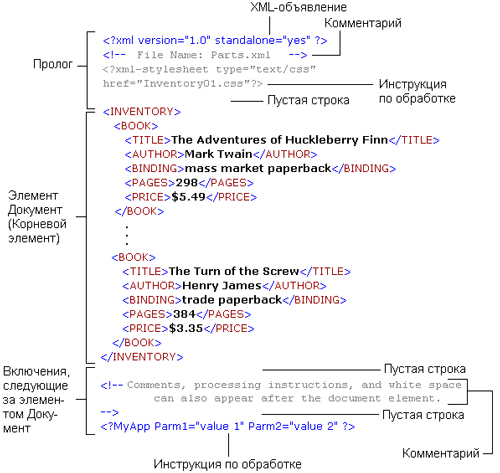 XML-объявление
Комментарий
<?xml version="1.0" standalone="yes" ?>
Пролог
<!-- File Name: Parts.xml -->
<?xml-stylesheet type="text/css"
href="Inventory01.css"?>
Инструкция
по обработке
Пустая строка
<INVENTORY>
<BOOK>
<TITLE>The Adventures of Huckleberry Finn</TITLE>
<AUTHOR>Mark Twain</AUTHOR>
<BINDING>mass market paperback</BINDING>
<PAGES>298</PAGES>
<PRICE>$5.49</PRICE>
</BOOK>
Элемент
Документ
(Корневой
элемент)
.
.
.
<BOOK>
<TITLE>The Turn of the Screw</TITLE>
<AUTHOR>Henry James</AUTHOR>
<BINDING>trade paperback</BINDING>
<PAGES>384</PAGES>
<PRICE>$3.35</PRICE>
</BOOK>
</INVENTORY>
Включения,
следующие
за элемен-
том Доку-
мент
Пустая строка
<!-- Comments, processing instructions, and white space
can also appear after the document element.
-->
Пустая строка
<?MyApp Parm1="value 1" Parm2="value 2" ?>
Комментарий
Инструкция по обработке